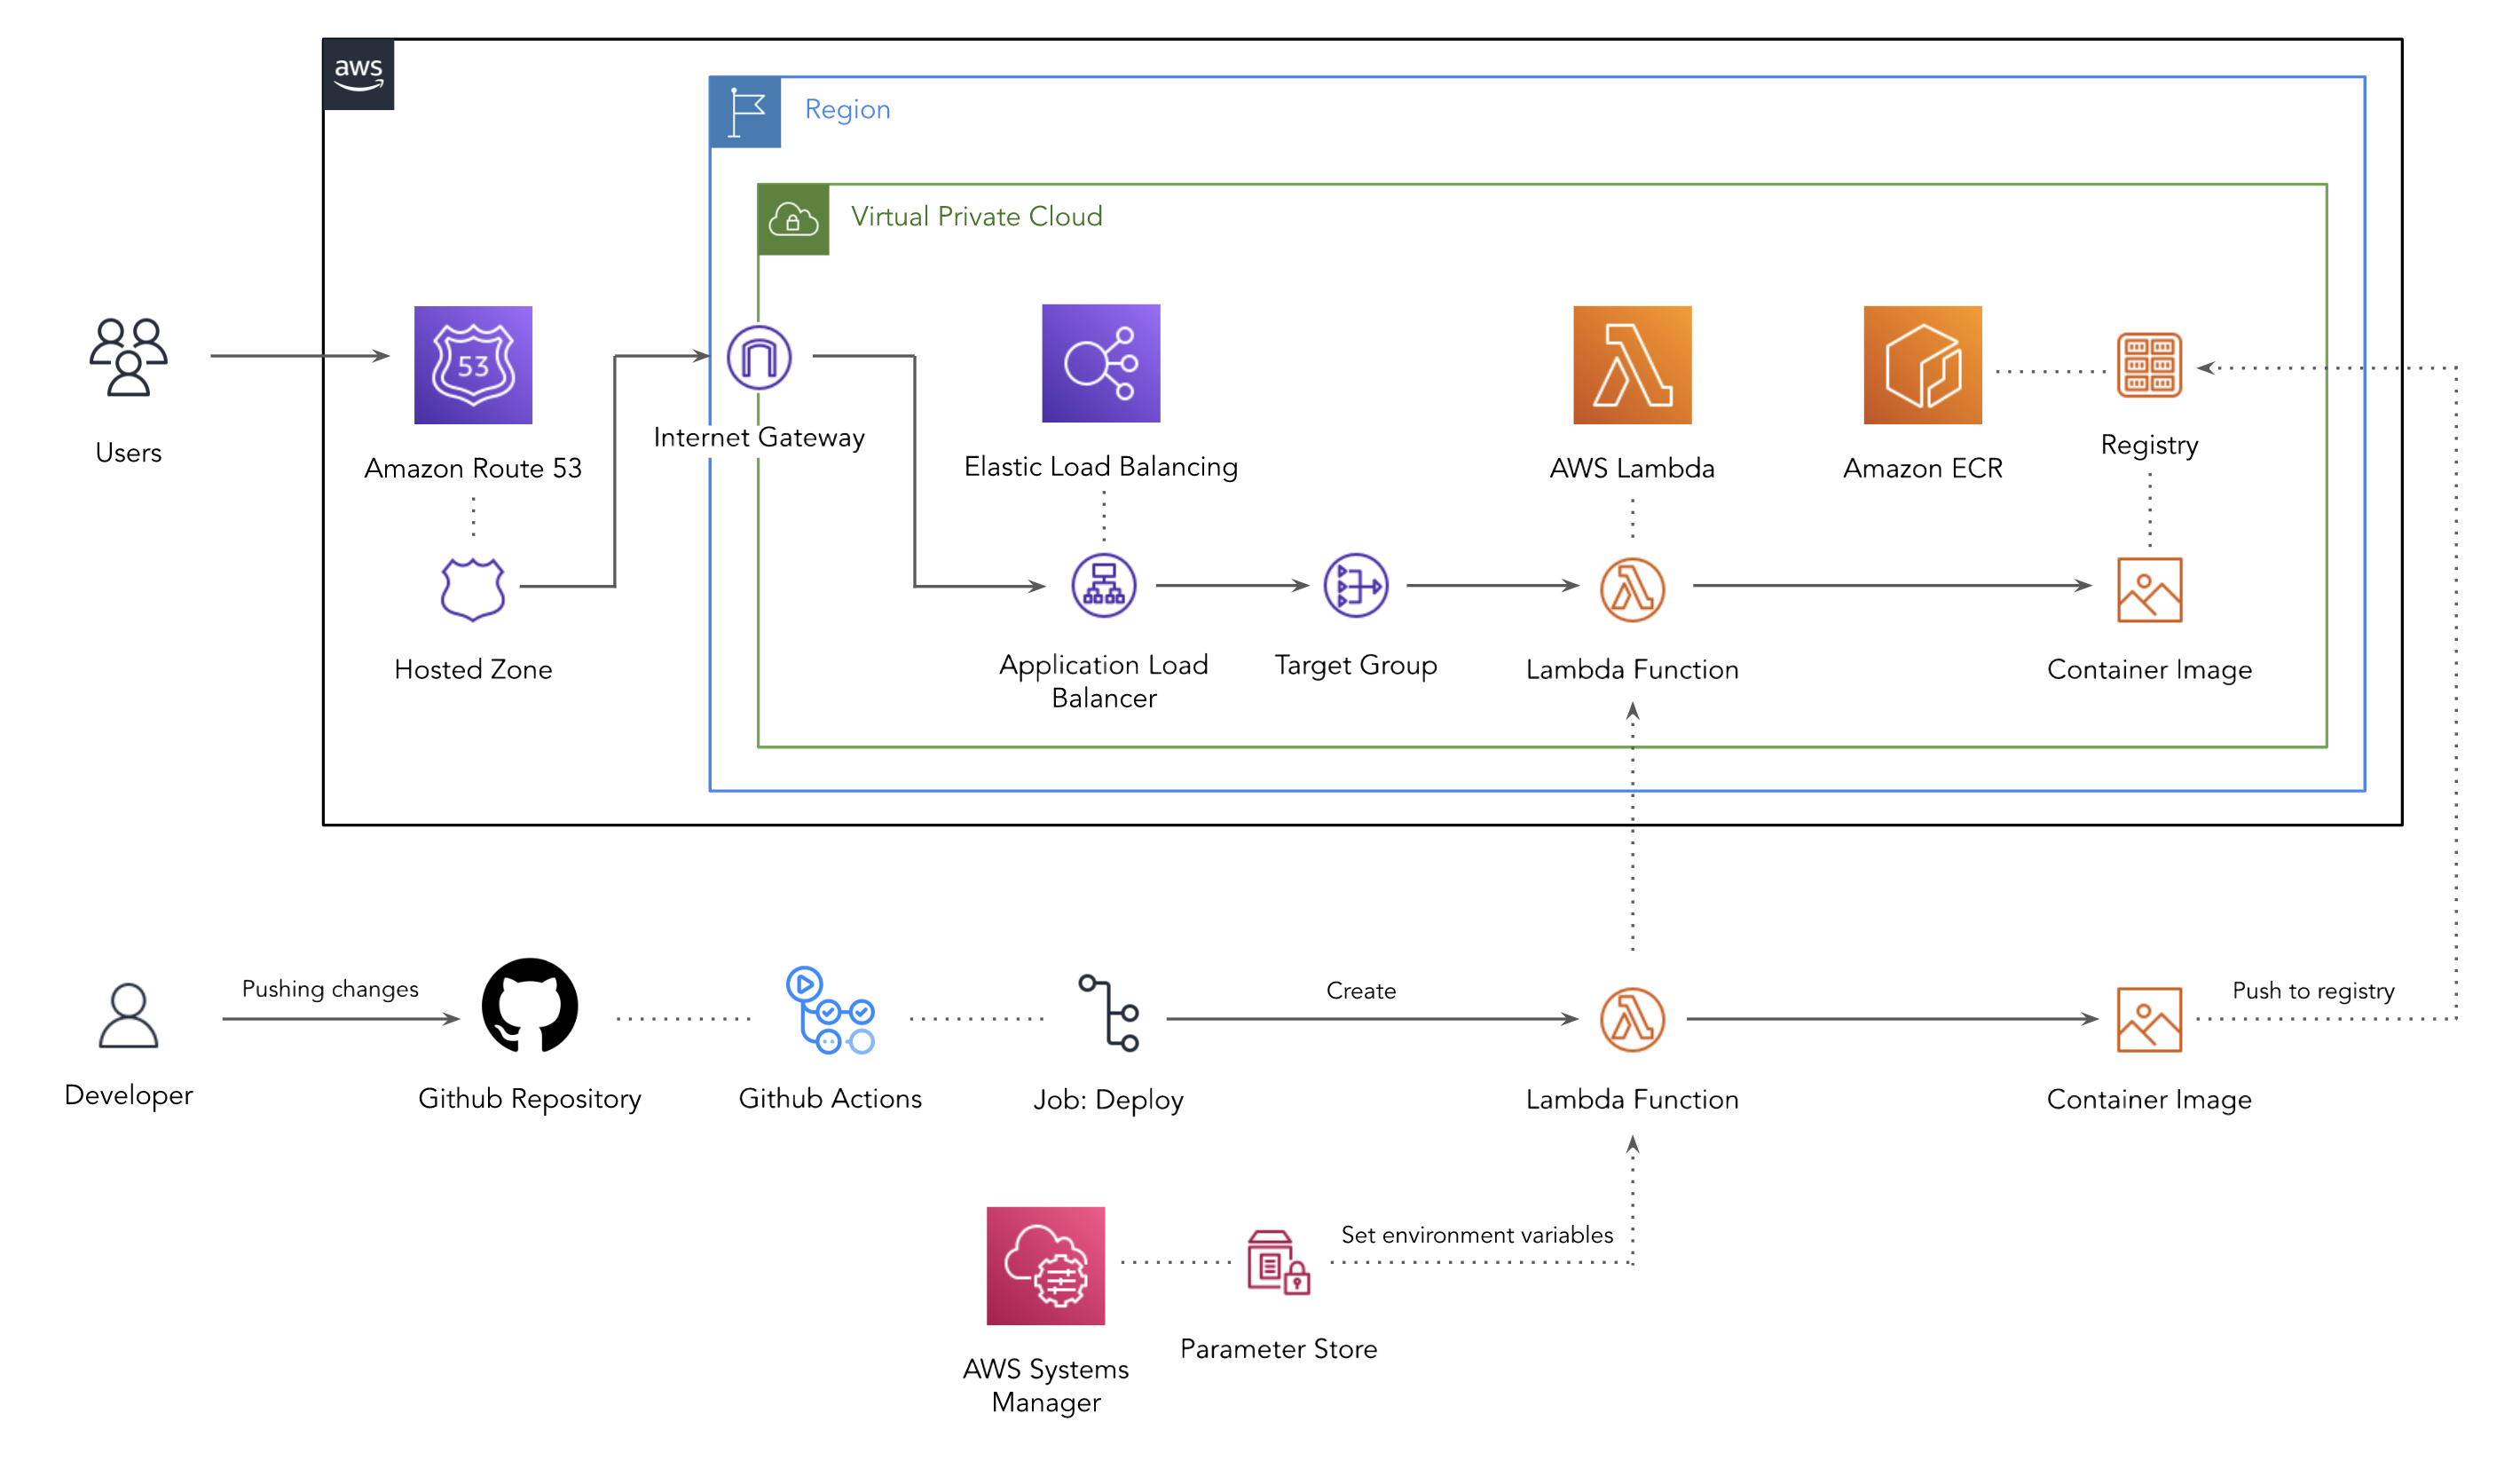 aws
Region
Virtual Private Cloud
53
Users
Amazon Route 53
Internet Gateway
Elastic Load Balancing
AWS Lambda
Amazon ECR
Registry
Hosted Zone
Application Load
Balancer
Target Group
Lambda Function
Container Image
Pushing changes
Create
Push to registry
Developer
Github Repository
Github Actions
Job: Deploy
Lambda Function
Container Image
Set environment variables
AWS Systems
Manager
Parameter Store